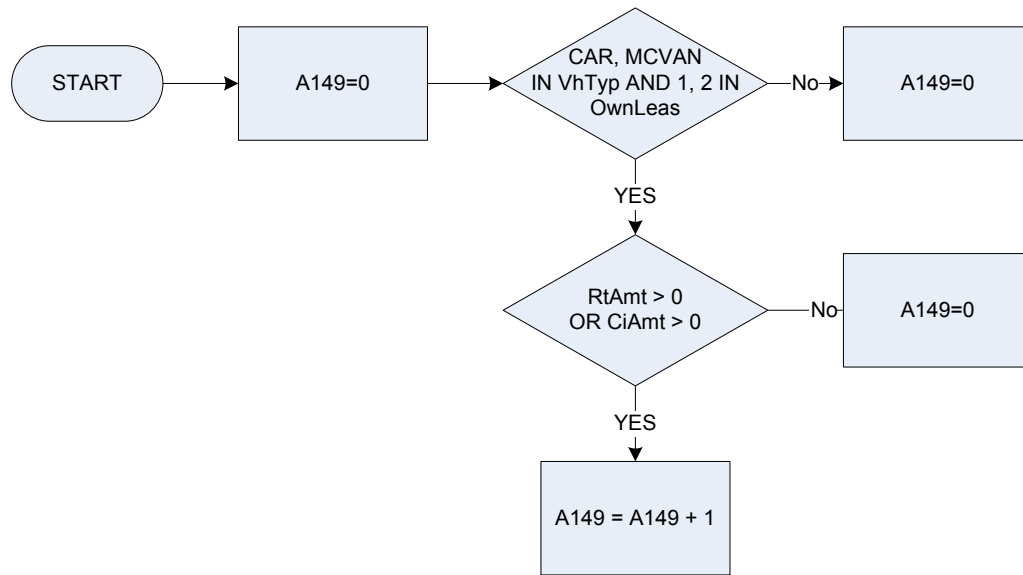 START
A149=0
CAR, MCVAN
IN VhTyp AND 1, 2 IN
OwnLeas
No
A149=0
YES
RtAmt > 0
OR CiAmt > 0
No
A149=0
YES
A149 = A149 + 1